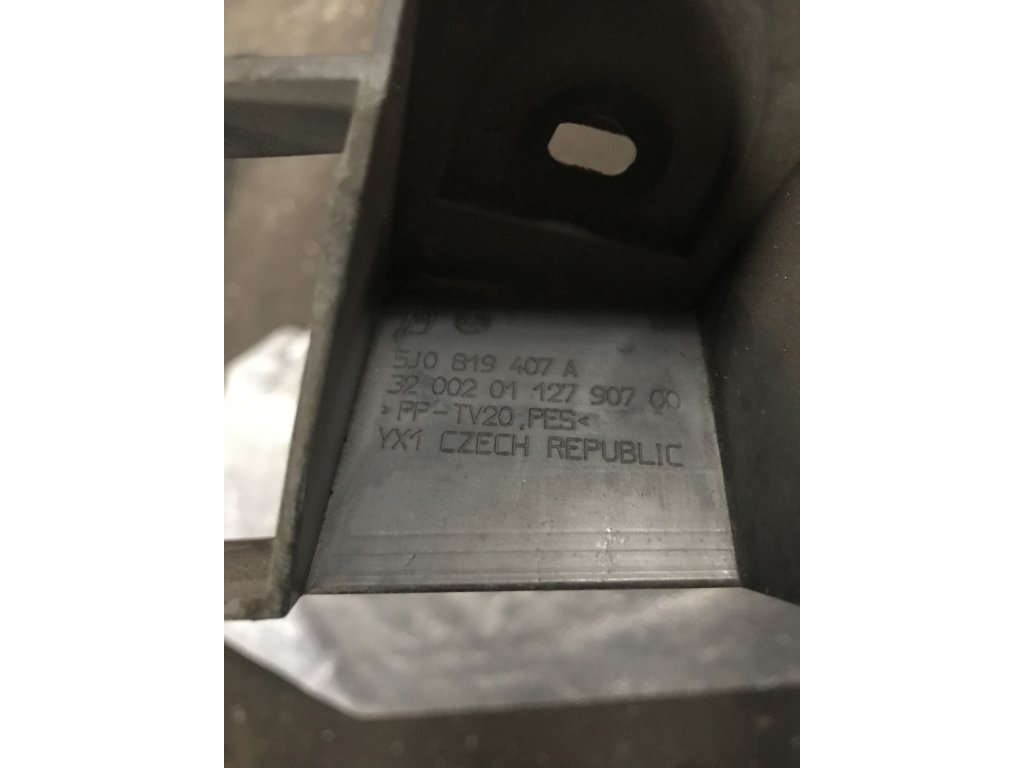 5J0 819 407 A
32 002 01 127 907 00
>PP-TV20,PES<
YX1 CZECH REPUBLIC